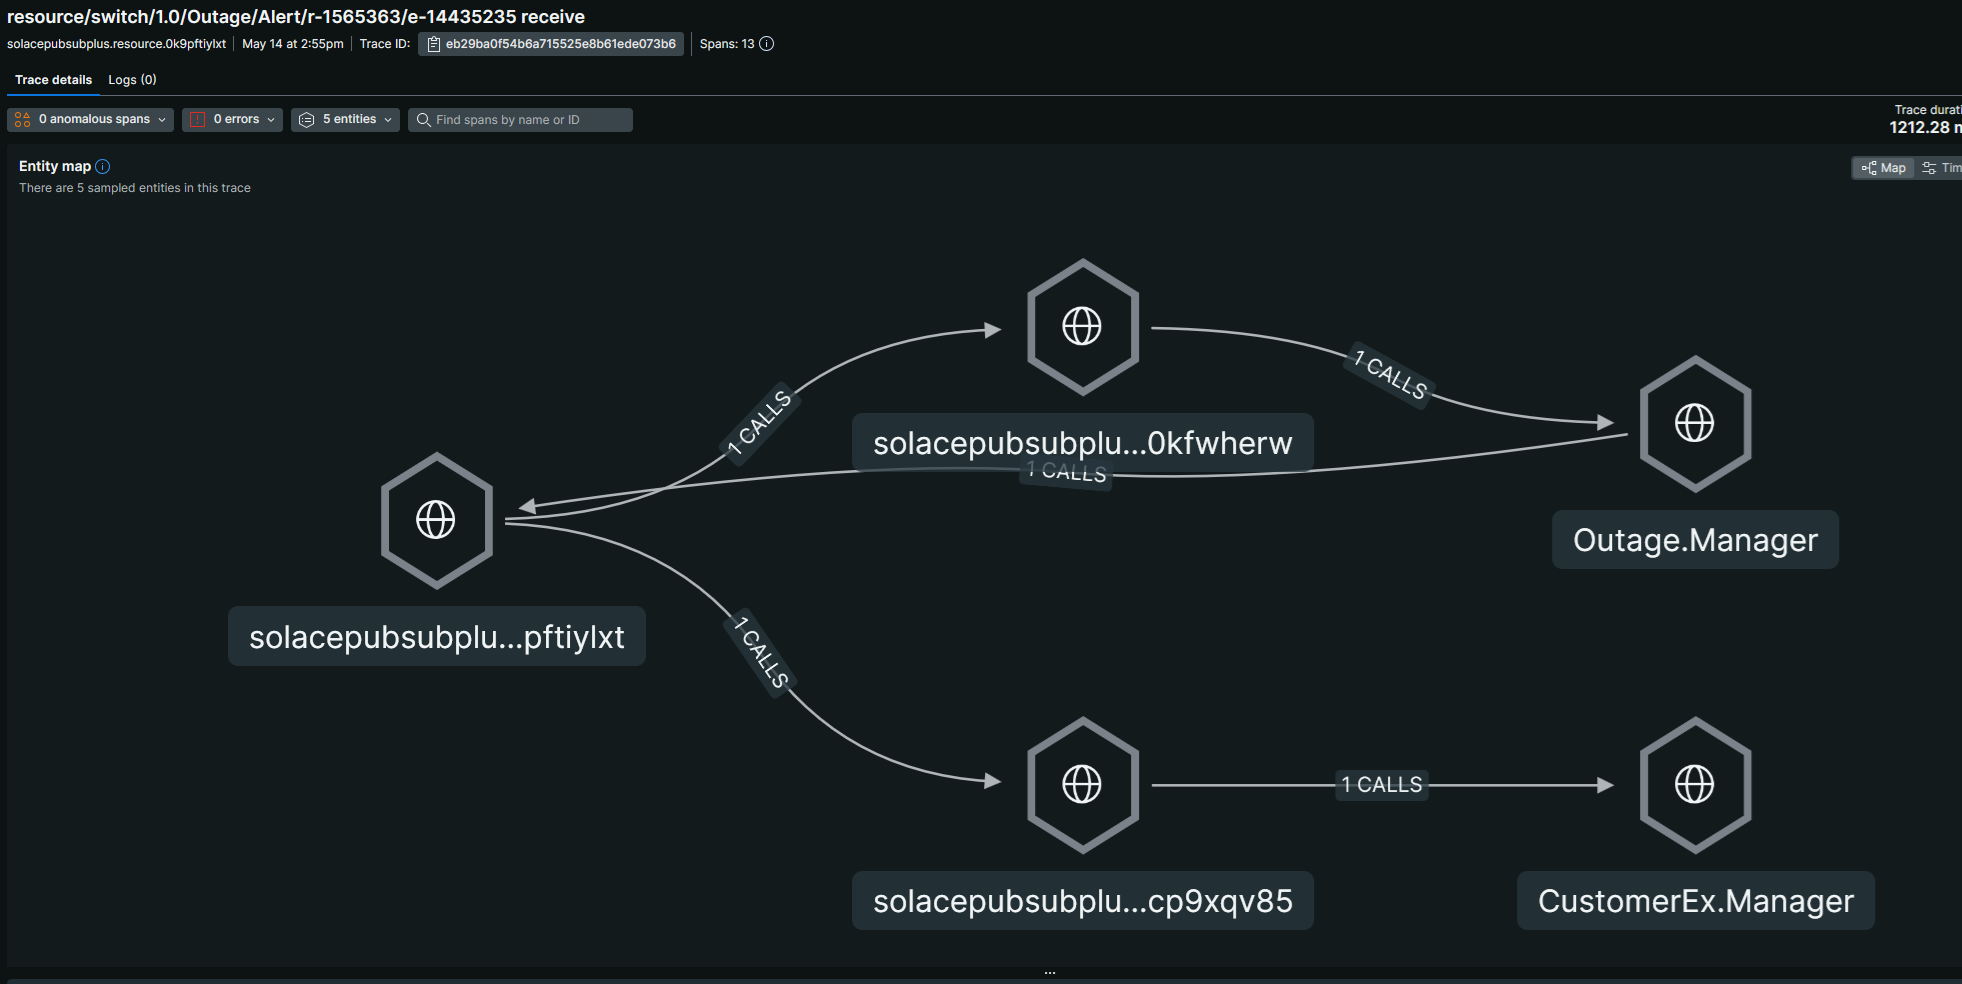 resource/switch/1.0/Outage/Alert/r-1565363/e-14435235 receive
solacepubsubplus.resource.0k9pftiylxt May 14 at 2:55pm Trace ID: eb29ba0f54b6a715525e8b61ede073b6 Spans: 13
Trace details Logs (0)
0 anomalous spans 0 errors 5 entities Find spans by name or ID
Trace durati
1212.28 m
Entity map
There are 5 sampled entities in this trace
Map Tim
1 CALLS
1 CALLS
solacepubsubplu...0kfwherw
1 CALLS
Outage.Manager
solacepubsubplu...pftiylxt
1 CALLS
1 CALLS
solacepubsubplu...cp9xqv85
CustomerEx.Manager
...